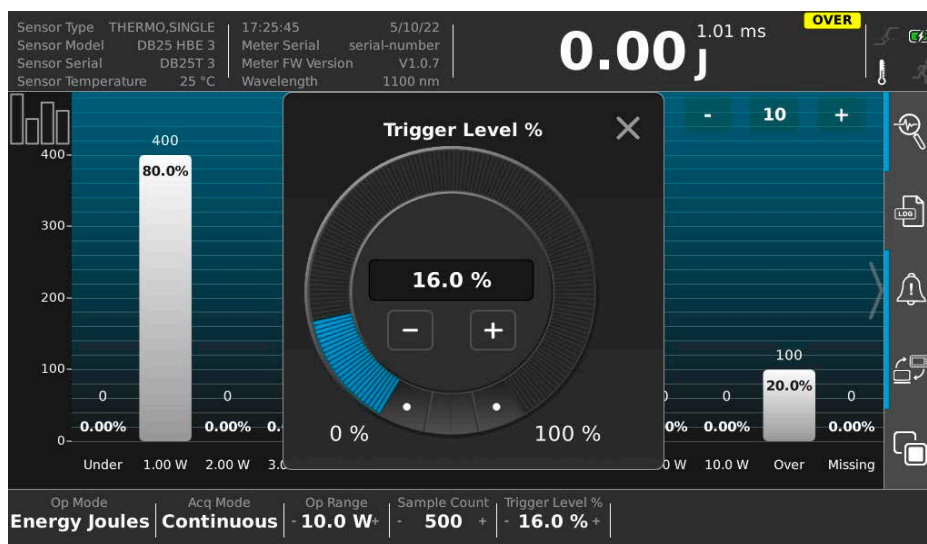 Sensor Type THERMO,SINGLE
Sensor Model DB25 HBE 3
Sensor Serial DB25T 3
Sensor Temperature 25 °C
17:25:45 5/10/22
Meter Serial serial-number
Meter FW Version V1.0.7
Wavelength 1100 nm
0.00 J
1.01 ms
OVER
Trigger Level %
- 10 +
LOG
16.0 %
- +
0 % 100 %
400-
300-
200-
100-
0-
400
80.0%
0 0 0 0
100
20.0%
0.00% 0.00% 0. 0% 0.00% 0.00%
Under 1.00 W 2.00 W 3.0 0 W 10.0 W Over Missing
Op Mode Acq Mode Op Range Sample Count Trigger Level %
Energy Joules Continuous - 10.0 W+ - 500 + - 16.0 % +